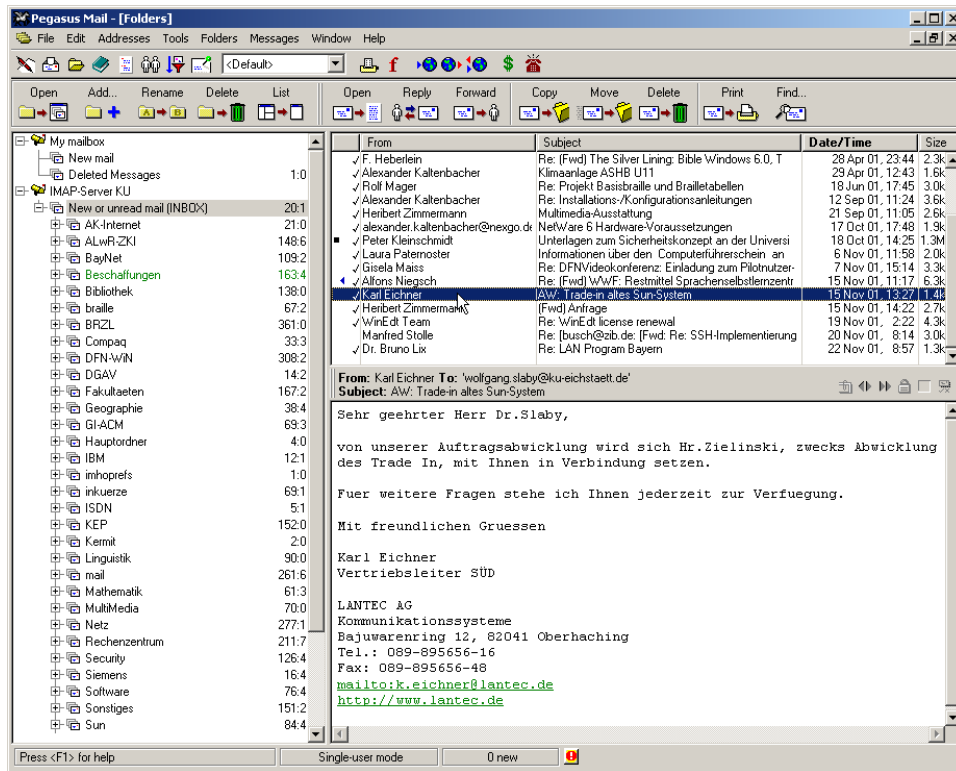 Pegasus Mail - [Folders]
File Edit Addresses Tools Folders Messages Window Help
<Default>
Open Add... Rename Delete List Open Reply Forward Copy Move Delete Print Find...
My mailbox
New mail
Deleted Messages 1:0
IMAP-Server KU
New or unread mail (INBOX) 20:1
AK-Internet 21:0
ALwR-ZKI 148:6
BayNet 109:2
Beschaffungen 163:4
Bibliothek 138:0
braille 67:2
BRZL 361:0
Compaq 33:3
DFN-WiN 308:2
DGAV 14:2
Fakultaeten 167:2
Geographie 38:4
GI-ACM 69:3
Hauptordner 4:0
IBM 12:1
imhoprefs 1:0
inkuerze 69:1
ISDN 5:1
KEP 152:0
Kermit 2:0
Linguistik 90:0
mail 261:6
Mathematik 61:3
MultiMedia 70:0
Netz 277:1
Rechenzentrum 211:7
Security 126:4
Siemens 16:4
Software 76:4
Sonstiges 151:2
Sun 84:4
From Subject Date/Time Size
F. Heberlein Re: (Fwd) The Silver Lining: Bible Windows 6.0, T 28 Apr 01, 23:44 2.3k
Alexander Kaltenbacher Klimaanlage ASHB U11 29 Apr 01, 12:43 1.6k
Rolf Mager Re: Projekt Basisbraille und Brailletabellen 18 Jun 01, 17:45 3.0k
Alexander Kaltenbacher Re: Installations-/Konfigurationsanleitungen 12 Sep 01, 11:24 3.6k
Heribert Zimmermann Multimedia-Ausstattung 21 Sep 01, 11:05 2.6k
alexander.kaltenbacher@nexgo.de NetWare 6 Hardware-Voraussetzungen 17 Oct 01, 17:48 1.9k
Peter Kleinschmidt Unterlagen zum Sicherheitskonzept an der Universi 18 Oct 01, 14:25 1.3M
Laura Paternoster Informationen über den Computerführerschein an 6 Nov 01, 11:58 2.0k
Gisela Maiss Re: DFNVideokonferenz: Einladung zum Pilotnutzer- 7 Nov 01, 15:14 3.3k
Alfons Niegsch Re: (Fwd) WWF: Restmittel Sprachenselbstlernzentr 15 Nov 01, 11:17 6.3k
Karl Eichner AW: Trade-in altes Sun-System 15 Nov 01, 13:27 1.4k
Heribert Zimmermann (Fwd) Anfrage 15 Nov 01, 14:22 2.7k
WinEdt Team Re: WinEdt license renewal 19 Nov 01, 2:22 4.3k
Manfred Stolle Re: [busch@zib.de: [Fwd: Re: SSH-Implementierung 20 Nov 01, 8:14 3.0k
Dr. Bruno Lix Re: LAN Program Bayern 22 Nov 01, 8:57 1.3k
From: Karl Eichner To: 'wolfgang.slaby@ku-eichstaett.de'
Subject: AW: Trade-in altes Sun-System
Sehr geehrter Herr Dr.Slaby,
von unserer Auftragsabwicklung wird sich Hr.Zielinski, zwecks Abwicklung
des Trade In, mit Ihnen in Verbindung setzen.
Fuer weitere Fragen stehe ich Ihnen jederzeit zur Verfuegung.
Mit freundlichen Gruessen
Karl Eichner
Vertriebsleiter SÜD
LANTEC AG
Kommunikationssysteme
Bajuwarenring 12, 82041 Oberhaching
Tel.: 089-895656-16
Fax: 089-895656-48
mailto:k.eichner@lantec.de
http://www.lantec.de
Press <F1> for help Single-user mode 0 new